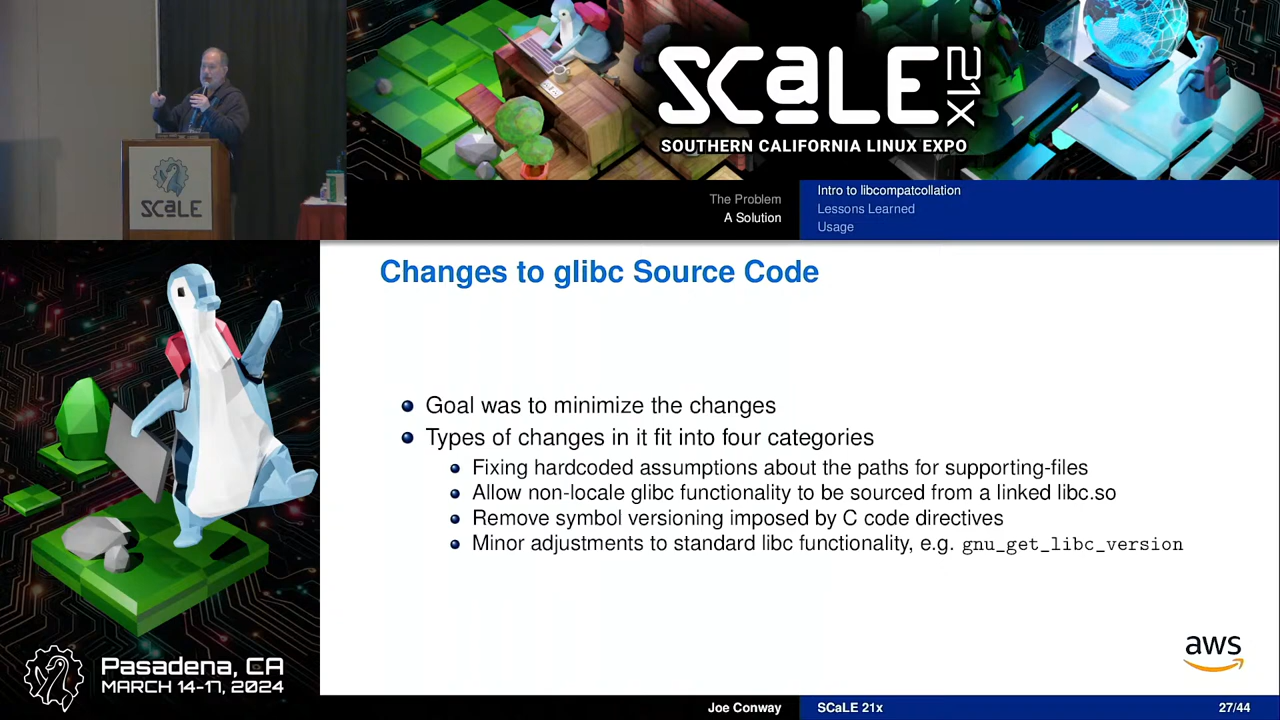 SCALE
21X
SOUTHERN CALIFORNIA LINUX EXPO
SCALE
The Problem
A Solution
Intro to libcompatcollation
Lessons Learned
Usage
Changes to glibc Source Code
Goal was to minimize the changes
Types of changes in it fit into four categories
Fixing hardcoded assumptions about the paths for supporting-files
Allow non-locale glibc functionality to be sourced from a linked libc.so
Remove symbol versioning imposed by C code directives
Minor adjustments to standard libc functionality, e.g. gnu_get_libc_version
aws
Pasadena, CA
MARCH 14-17, 2024
Joe Conway
SCaLE 21x
27/44